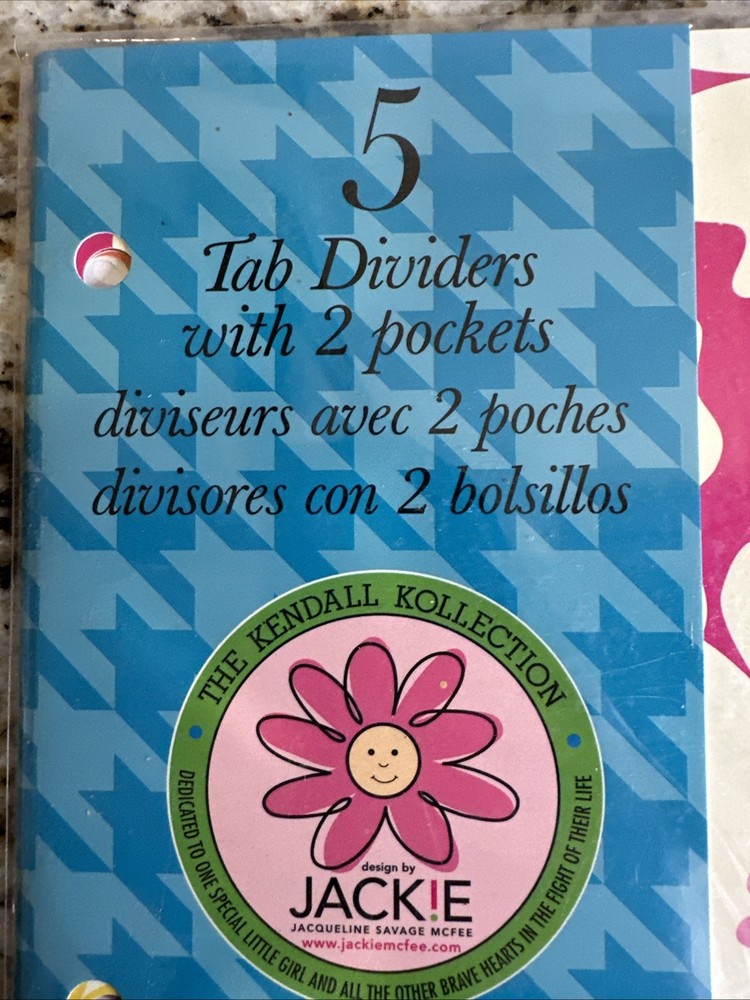 5
Tab Dividers
with 2 pockets
diviseurs avec 2 poches
divisores con 2 bolsillos
THE KENDALL KOLLECTION
design by
JACK!E
JACQUELINE SAVAGE MCFEE
www.jackiemcfee.com
DEDICATED TO ONE SPECIAL LITTLE GIRL AND ALL THE OTHER BRAVE HEARTS IN THE FIGHT OF THEIR LIFE